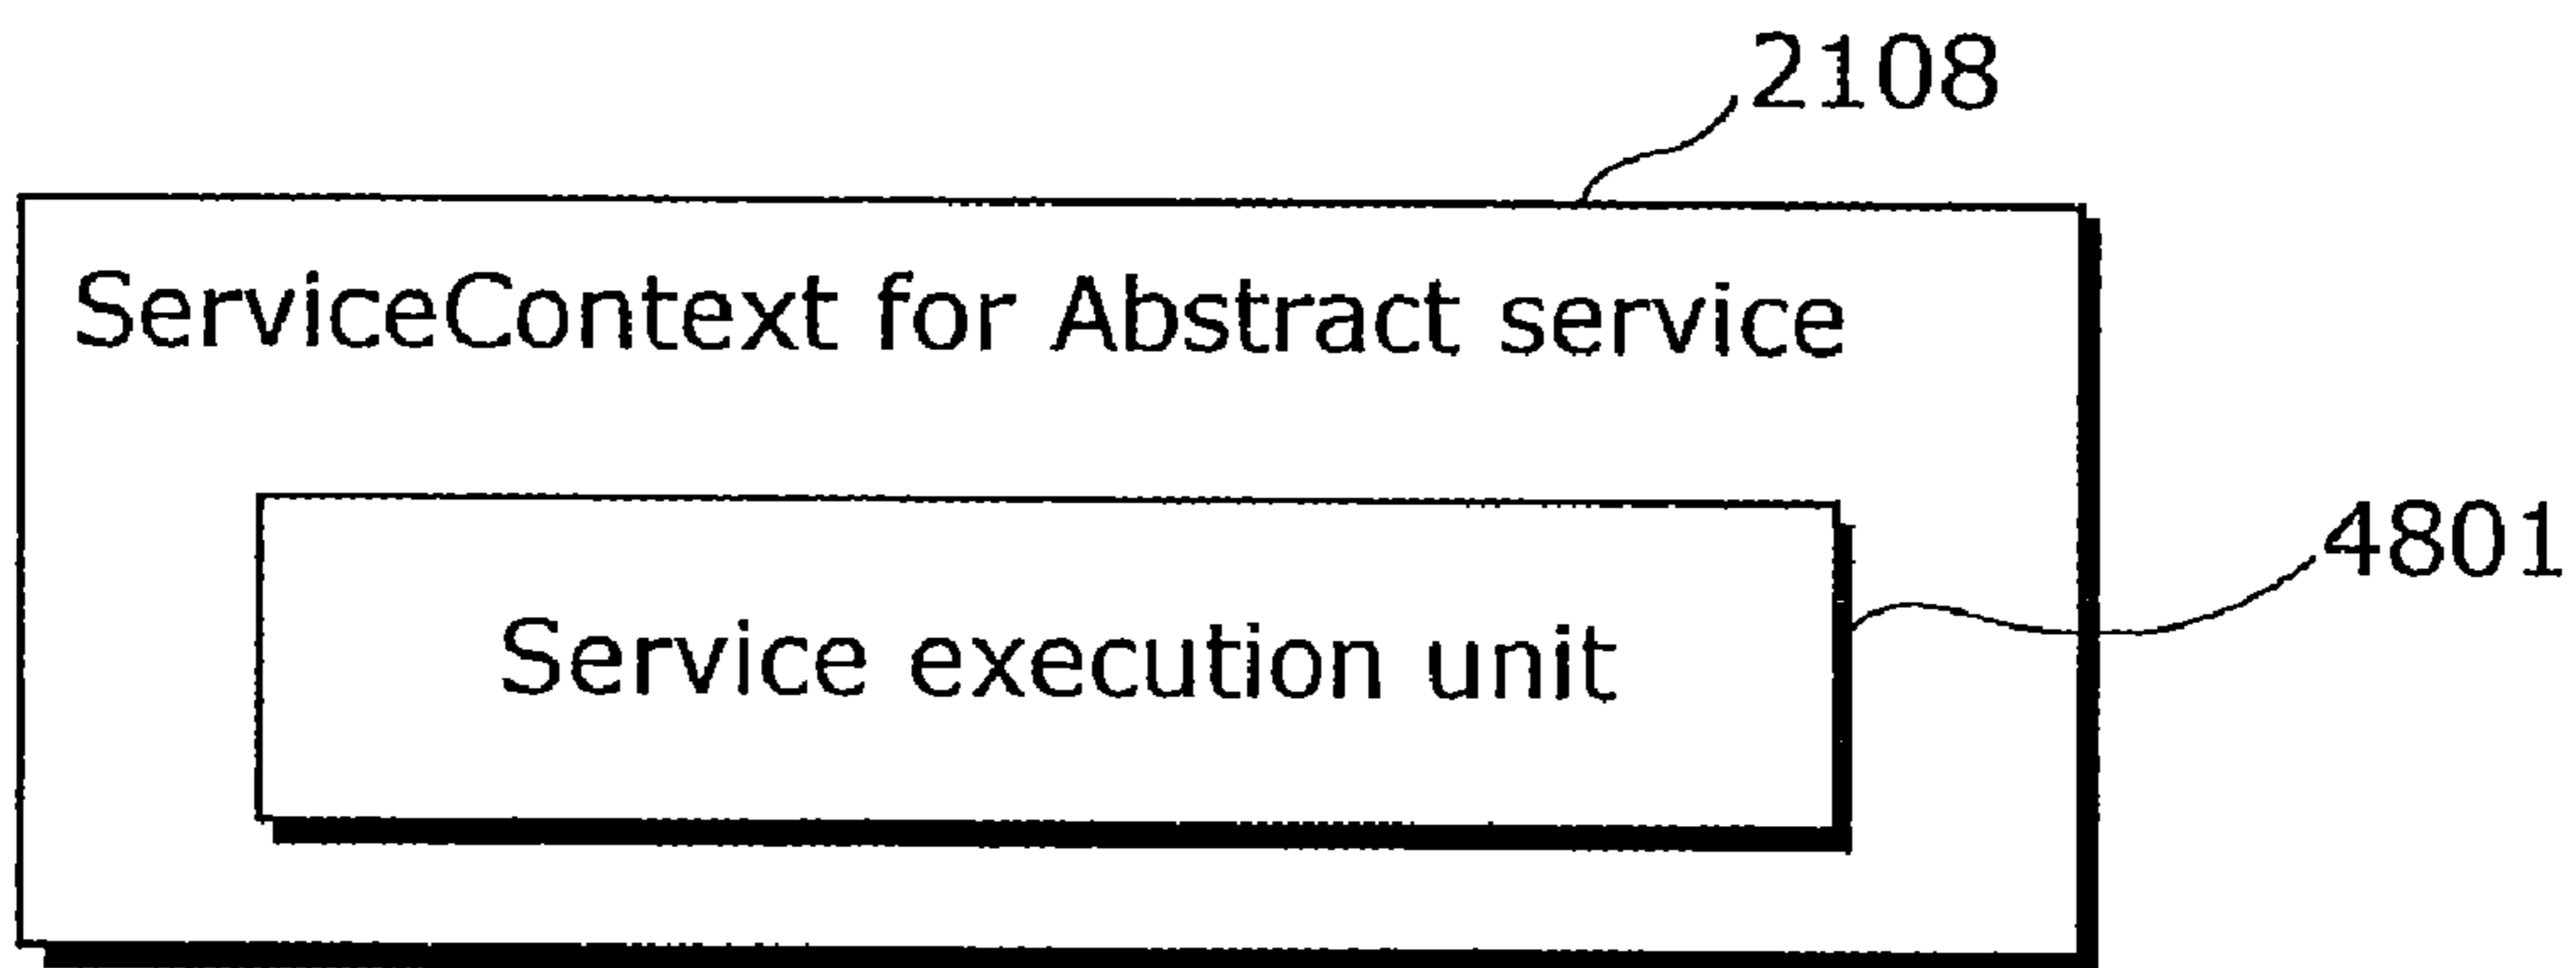 2108
ServiceContext for Abstract service
4801
Service execution unit